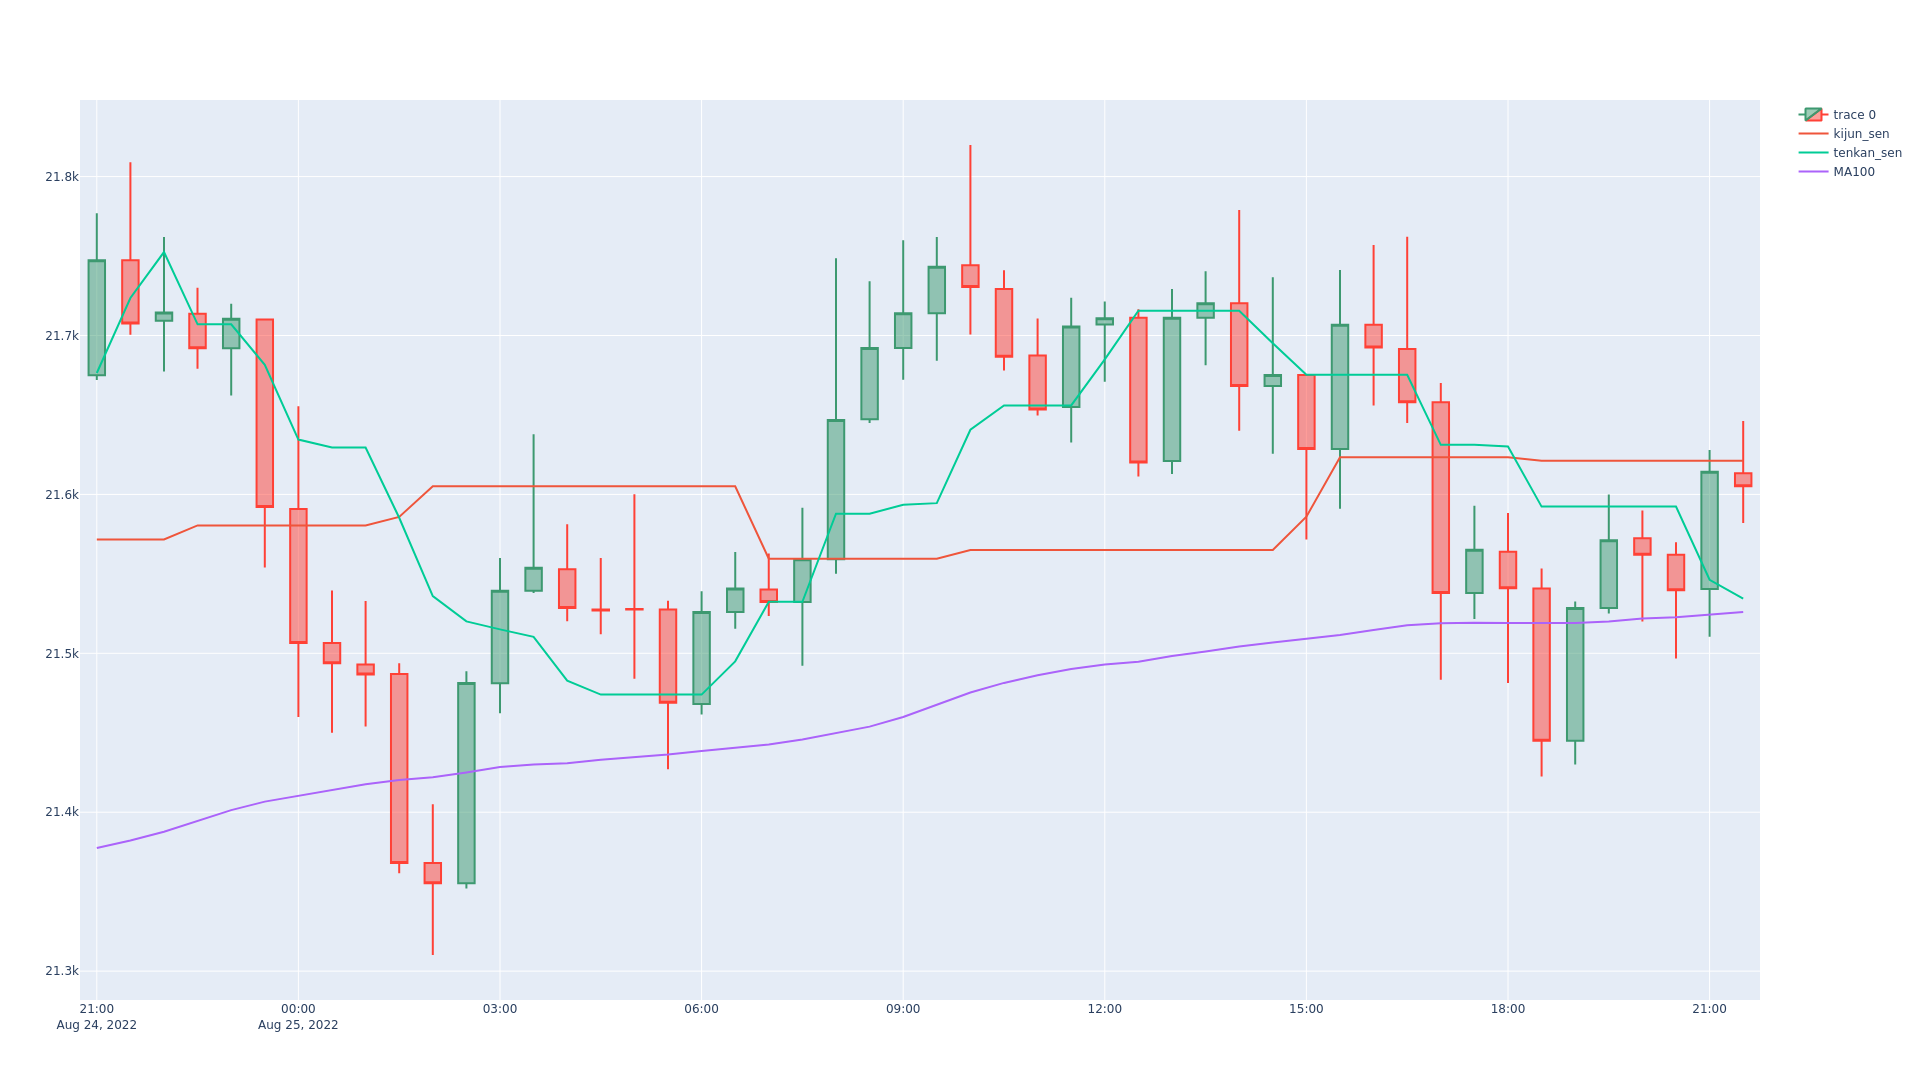 trace 0
kijun_sen
tenkan_sen
MA100
21.8k
21.7k
21.6k
21.5k
21.4k
21.3k
21:00 00:00 03:00 06:00 09:00 12:00 15:00 18:00 21:00
Aug 24, 2022 Aug 25, 2022